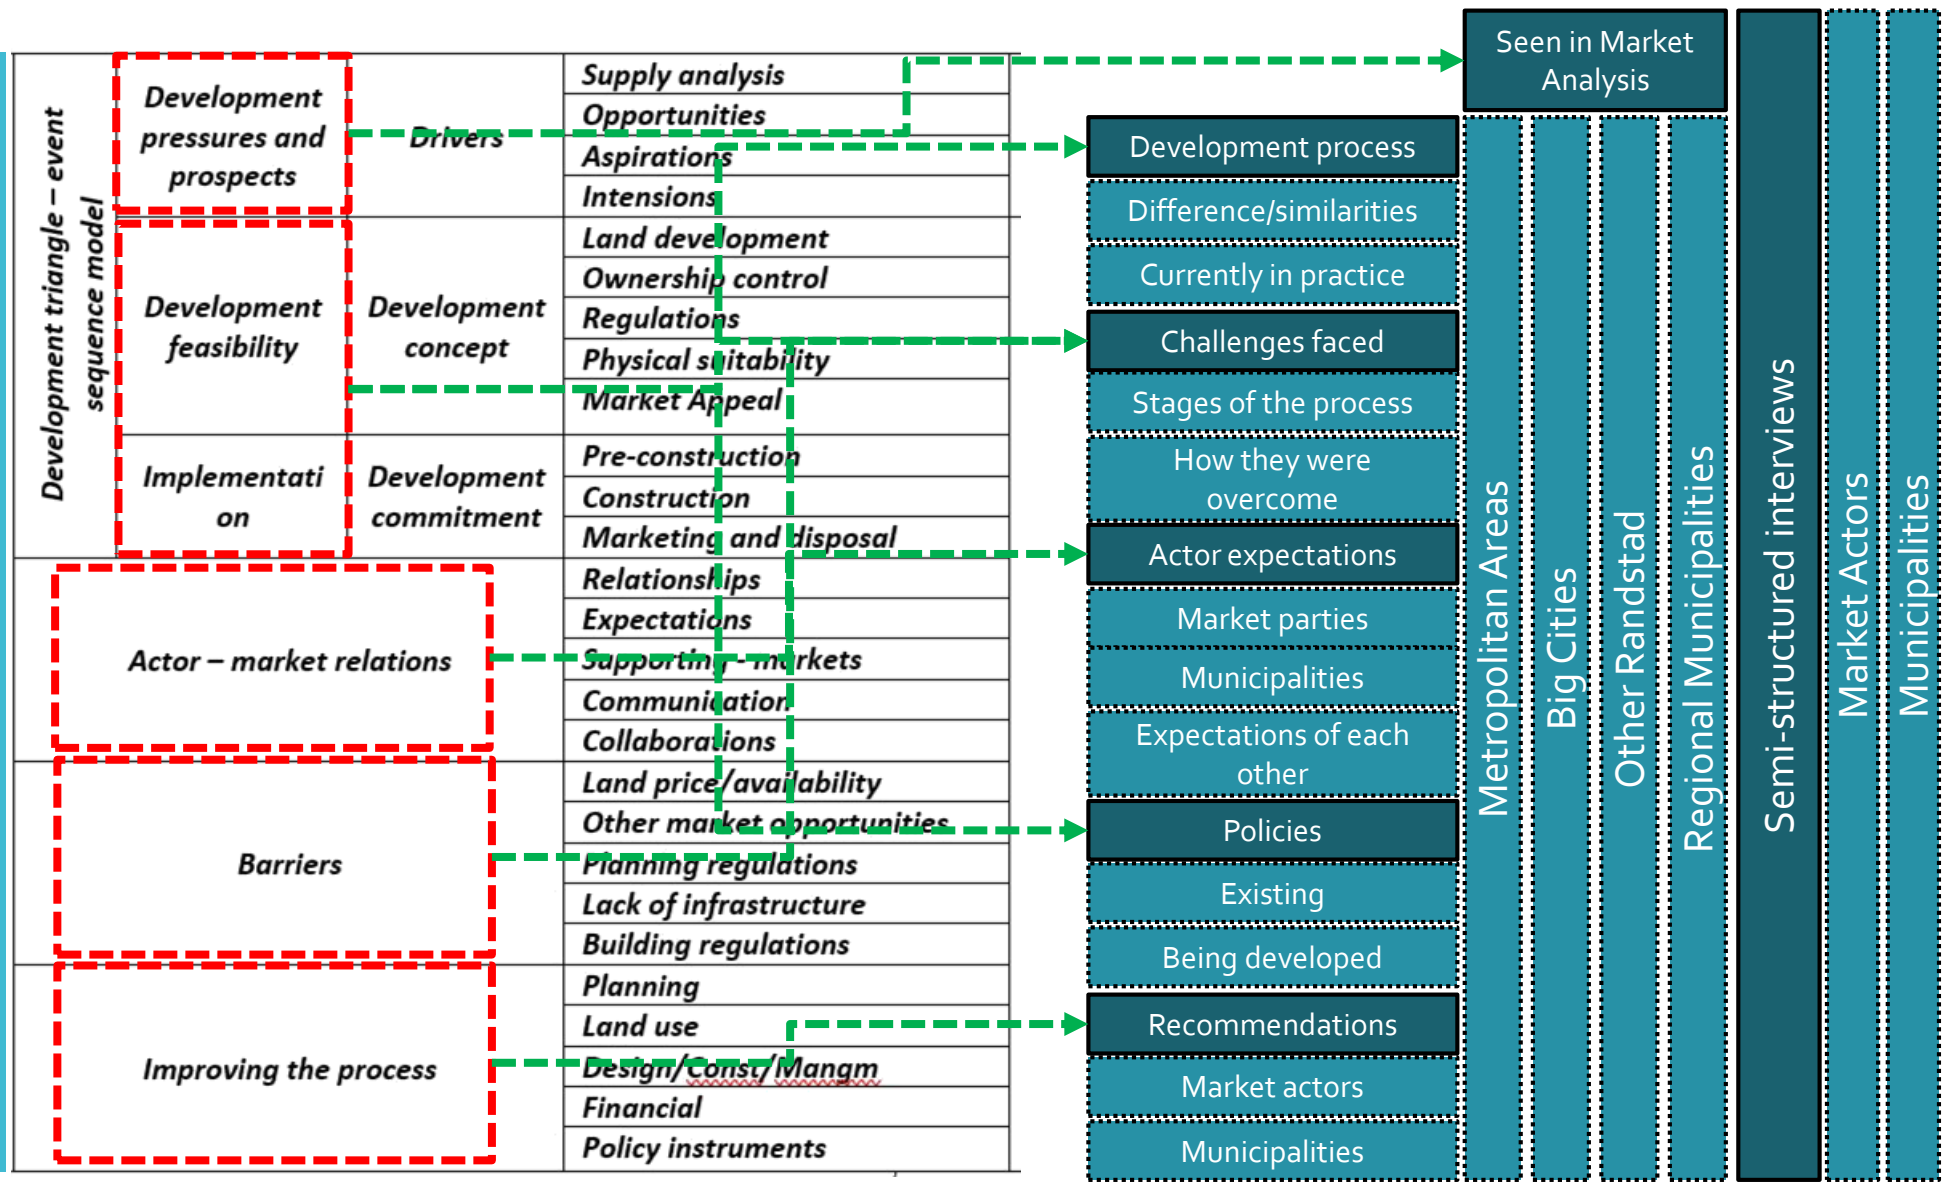 Development triangle – event
sequence model
Development
pressures and
prospects
Drivers
Supply analysis
Opportunities
Aspirations
Intensions
Development
feasibility
Development
concept
Land development
Ownership control
Regulations
Physical suitability
Market Appeal
Implementati
on
Development
commitment
Pre-construction
Construction
Marketing and disposal
Actor – market relations
Relationships
Expectations
Supporting - markets
Communication
Collaborations
Barriers
Land price/availability
Other market opportunities
Planning regulations
Lack of infrastructure
Building regulations
Improving the process
Planning
Land use
Design/Const/Mangm
Financial
Policy instruments
Development process
Difference/similarities
Currently in practice
Challenges faced
Stages of the process
How they were
overcome
Actor expectations
Market parties
Municipalities
Expectations of each
other
Policies
Existing
Being developed
Recommendations
Market actors
Municipalities
Seen in Market
Analysis
Metropolitan Areas
Big Cities
Other Randstad
Regional Municipalities
Semi-structured interviews
Market Actors
Municipalities